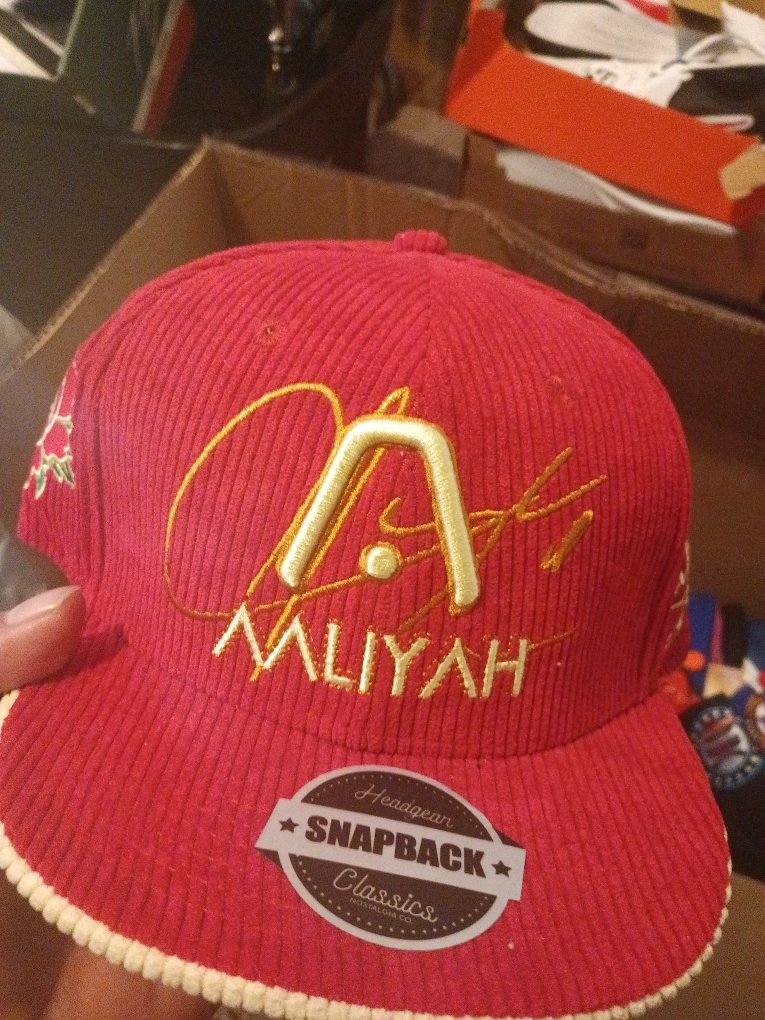 AALIYAH
Headgear
★ SNAPBACK ★
Classics
NOSTALGIA CO.